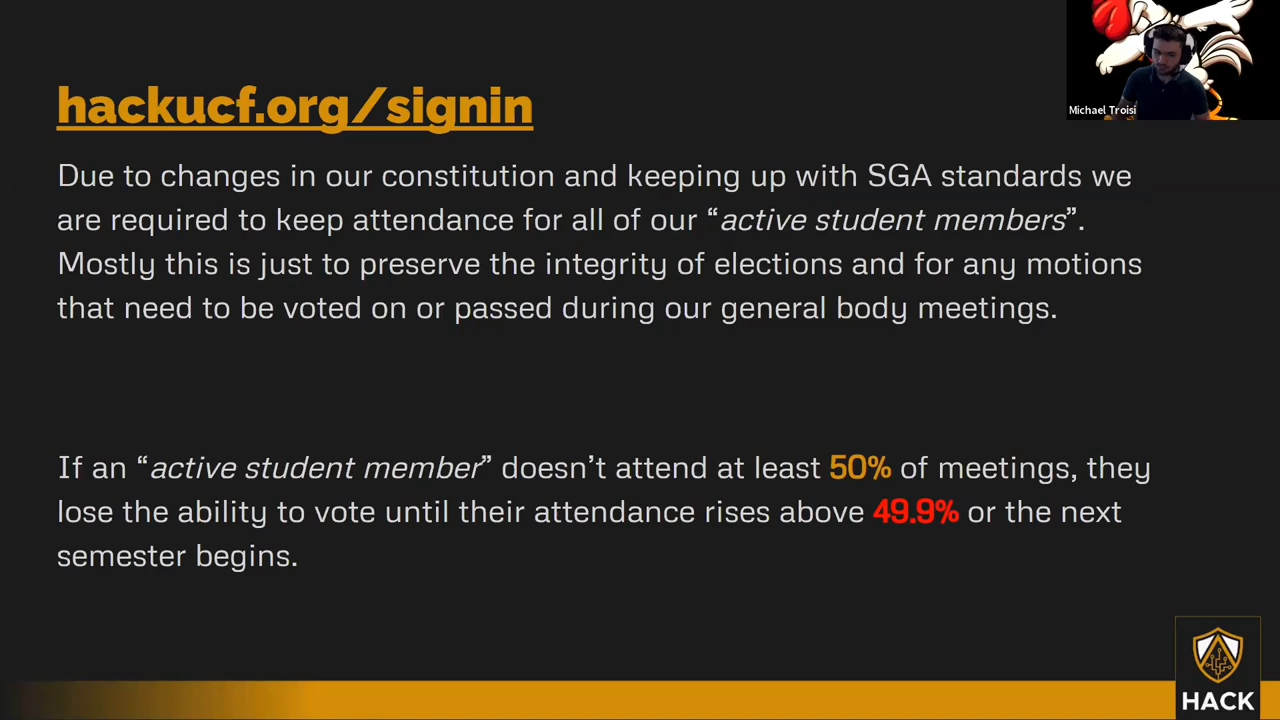 hackucf.org/signin
Michael Troisi
Due to changes in our constitution and keeping up with SGA standards we
are required to keep attendance for all of our “active student members”.
Mostly this is just to preserve the integrity of elections and for any motions
that need to be voted on or passed during our general body meetings.
If an “active student member” doesn’t attend at least 50% of meetings, they
lose the ability to vote until their attendance rises above 49.9% or the next
semester begins.
HACK